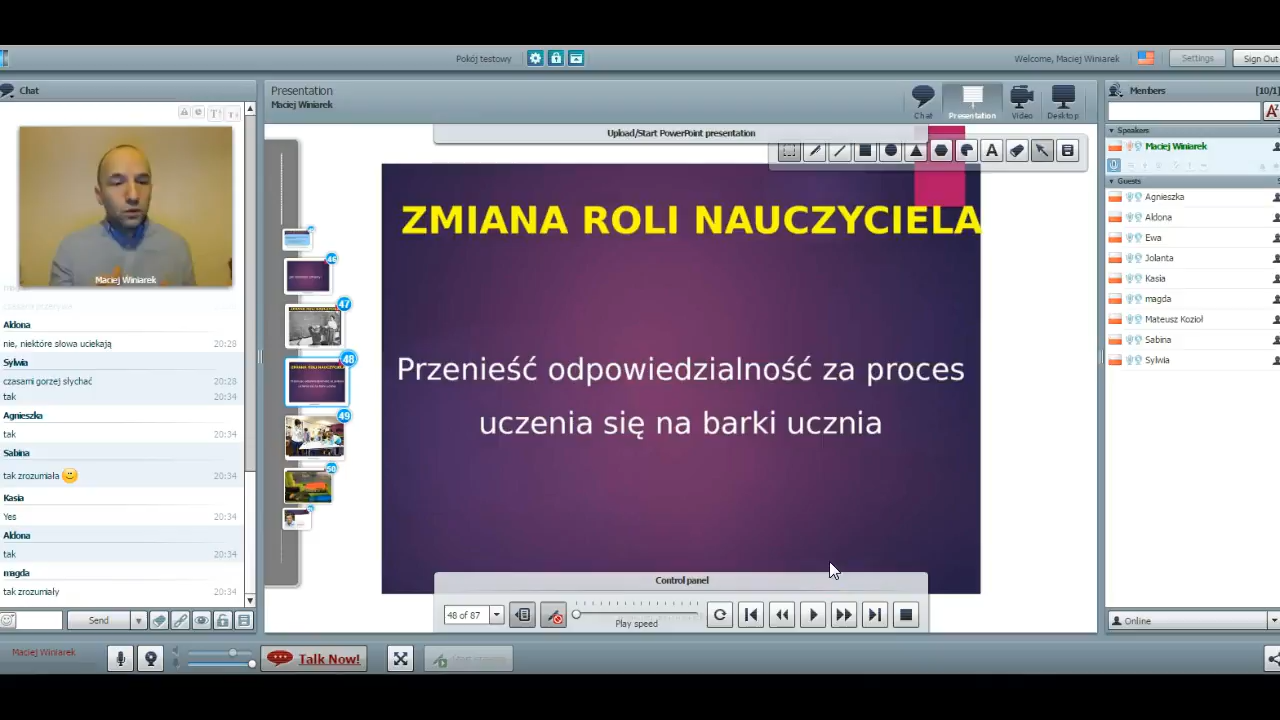 Pokój testowy
Welcome, Maciej Winiarek
Settings
Sign Out
Chat
Maciej Winiarek
Aldona
nie, niektóre słowa uciekają 20:28
Sylwia
czasami gorzej słychać 20:28
tak 20:34
Agnieszka
tak 20:34
Sabina
tak zrozumiała 20:34
Kasia
Yes 20:34
Aldona
tak 20:34
magda
tak zrozumiały 20:34
Send
Maciej Winiarek
Talk Now!
Presentation
Maciej Winiarek
Chat
Presentation
Video
Desktop
Upload/Start PowerPoint presentation
46
47
48
49
50
ZMIANA ROLI NAUCZYCIELA
Przenieść odpowiedzialność za proces
uczenia się na barki ucznia
Control panel
48 of 87
Play speed
Members
[10/1
Speakers
Maciej Winiarek
Guests
Agnieszka
Aldona
Ewa
Jolanta
Kasia
magda
Mateusz Kozioł
Sabina
Sylwia
Online